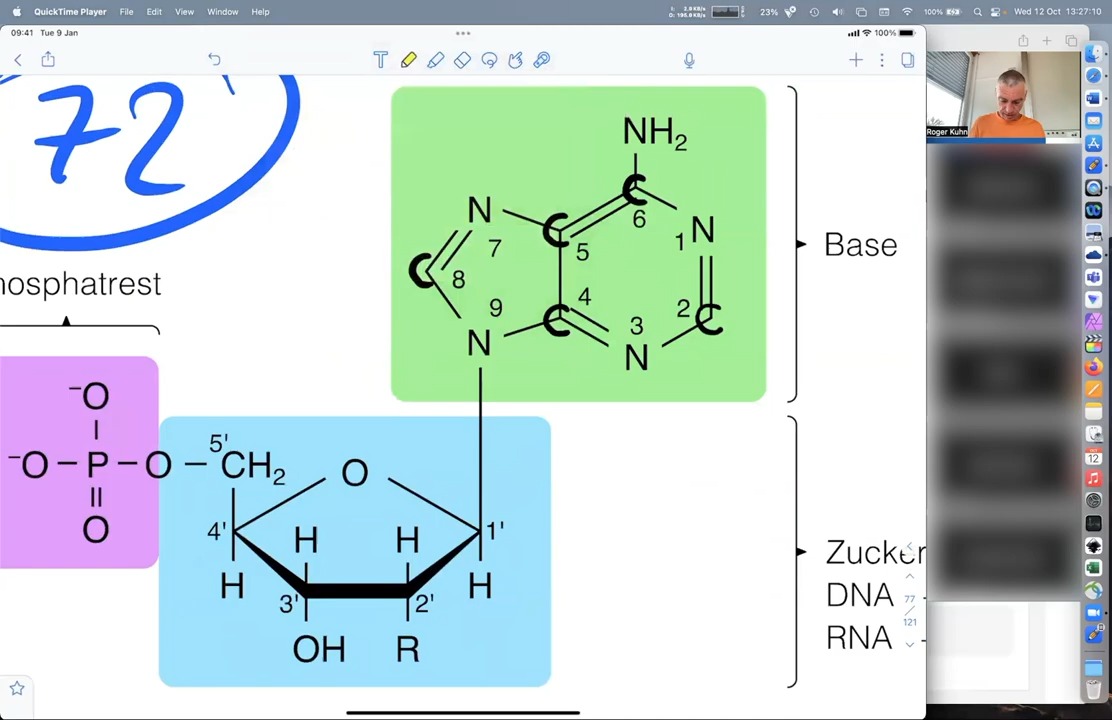 QuickTime Player File Edit View Window Help
23%
100%
Wed 12 Oct 13:27:10
09:41 Tue 9 Jan
100%
T
72
Roger Kuhn
NH2
N
7
5
6
1
N
8
9
4
3
2
C
C
C
C
C
N
N
Base
hosphatrest
–O
–O – P – O – 5' CH2
O
O
4'
H
H
H
1'
H
3'
2'
OH
R
Zucker
DNA
RNA
77
121
OCT
12